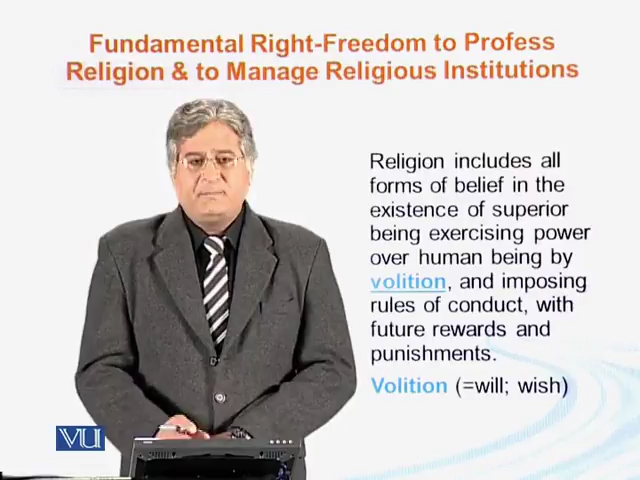 Fundamental Right-Freedom to Profess
Religion & to Manage Religious Institutions
Religion includes all
forms of belief in the
existence of superior
being exercising power
over human being by
volition, and imposing
rules of conduct, with
future rewards and
punishments.
Volition (=will; wish)
VU